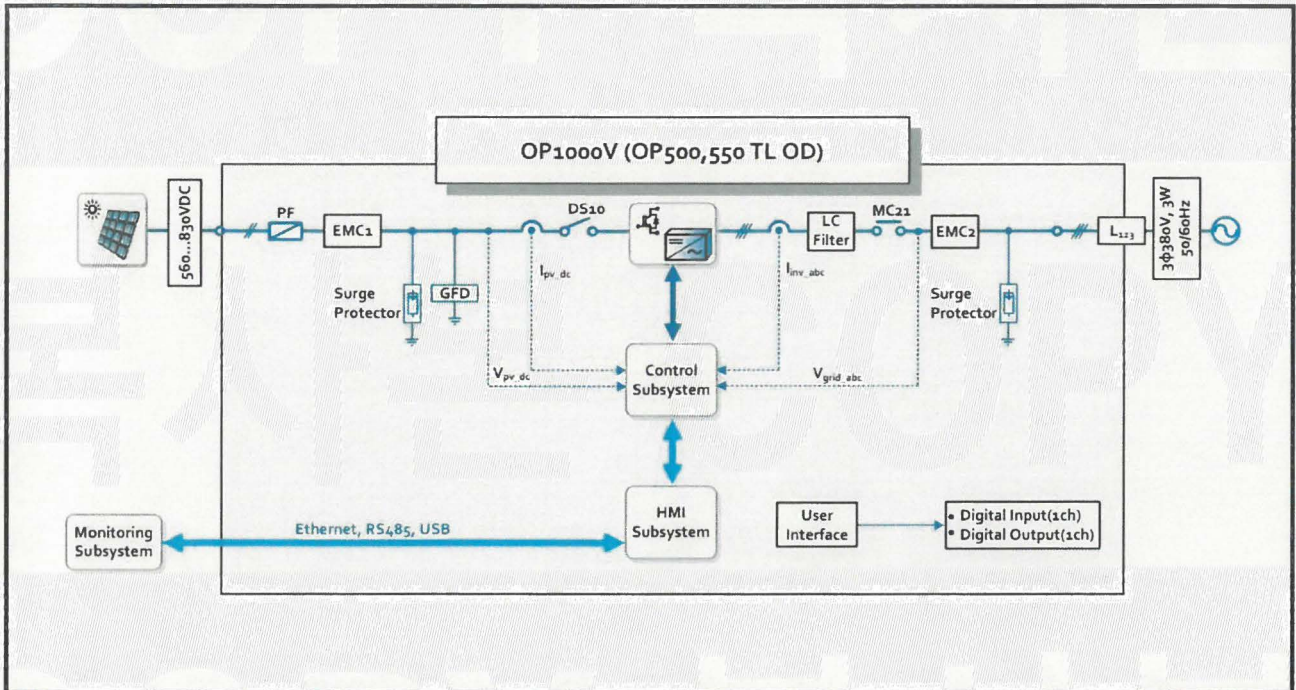 OP1000V (OP500,550 TL OD)
560...830VDC
PF
EMC1
DS10
LC
Filter
MC21
EMC2
L123
3Φ380V, 3W
50/60Hz
Surge
Protector
GFD
Ipv_dc
Iinv_abc
Surge
Protector
Vpv_dc
Control
Subsystem
Vgrid_abc
Monitoring
Subsystem
Ethernet, RS485, USB
HMI
Subsystem
User
Interface
• Digital Input(1ch)
• Digital Output(1ch)
COPY